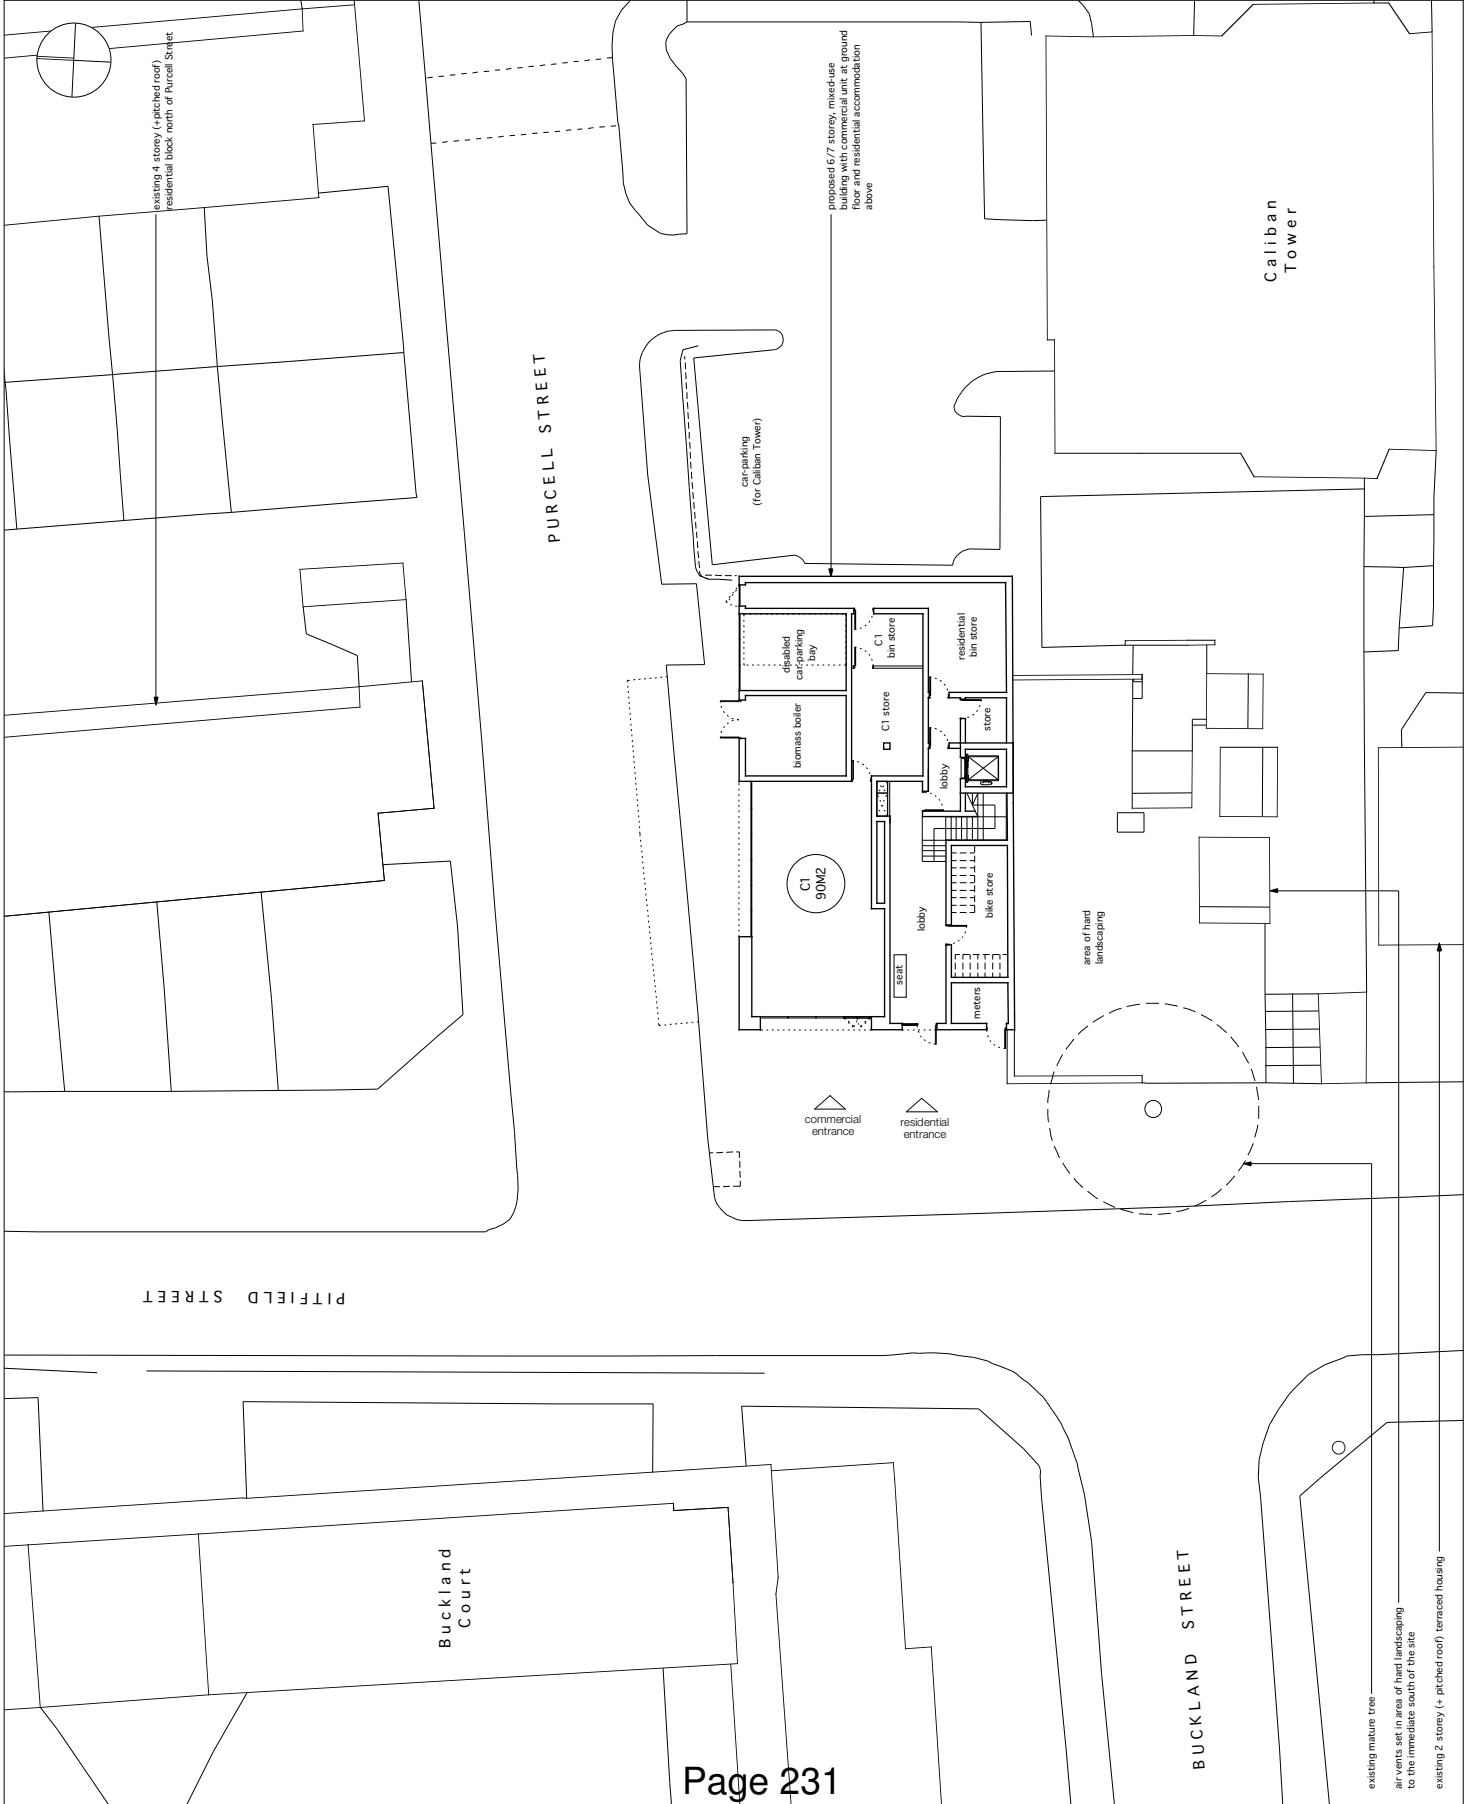 existing 4 storey (+pitched roof)
residential block north of Purcell Street
proposed 6/7 storey, mixed-use
building with commercial unit at ground
floor and residential accommodation
above
Caliban
Tower
PURCELL STREET
car-parking
(for Caliban Tower)
disabled
car-parking
bay
C1
bin store
residential
bin store
biomass boiler
C1 store
store
lobby
C1
90M2
lobby
bike store
seat
meters
area of hard
landscaping
commercial
entrance
residential
entrance
PITFIELD STREET
Buckland
Court
BUCKLAND STREET
existing mature tree
air vents set in area of hard landscaping
to the immediate south of the site
existing 2 storey (+ pitched roof) terraced housing
Page 231